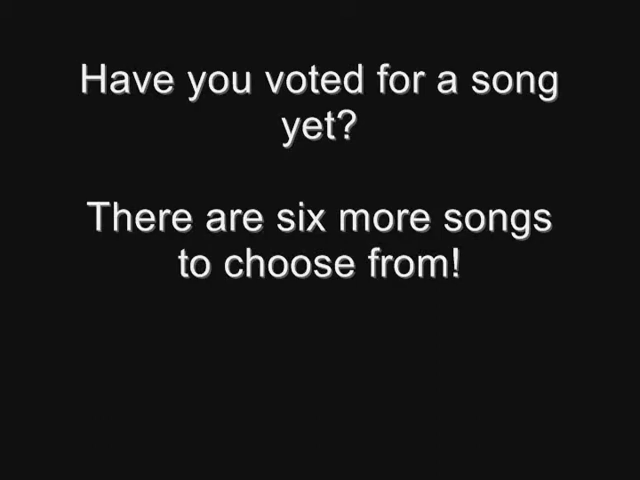 Have you voted for a song
yet?
There are six more songs
to choose from!